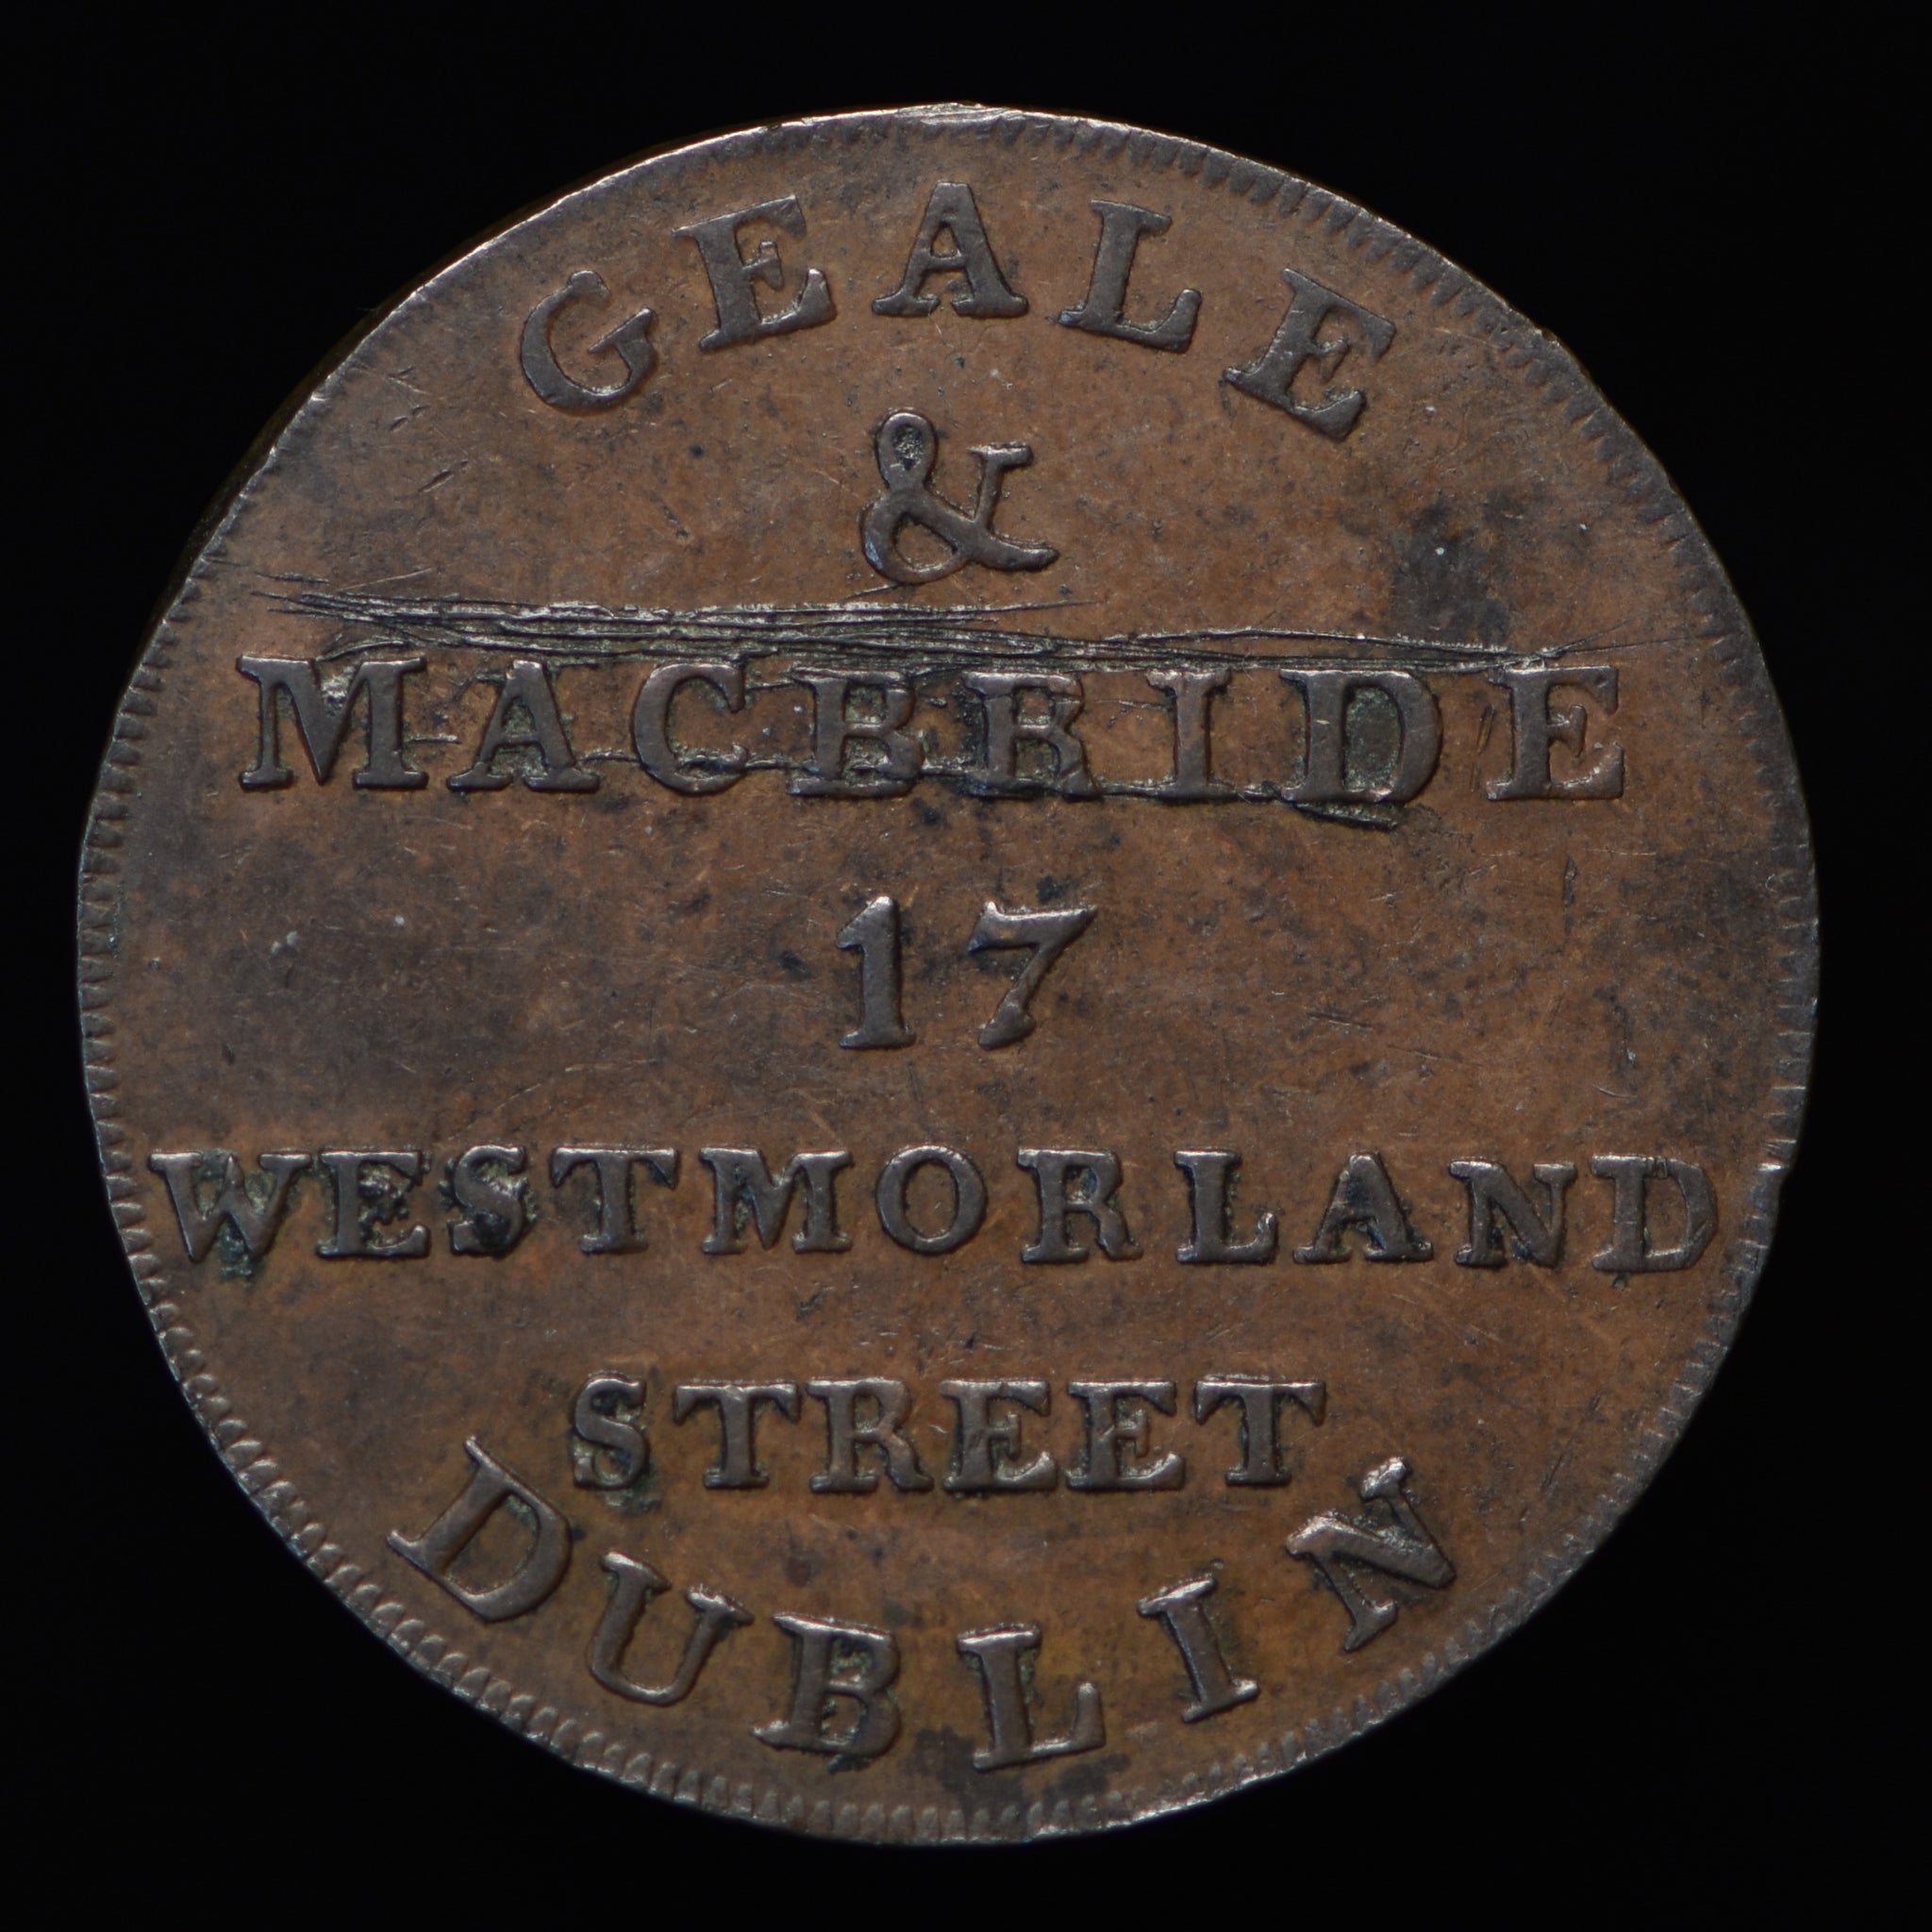 GEALE
&
MACBRIDE
17
WESTMORLAND
STREET
DUBLIN